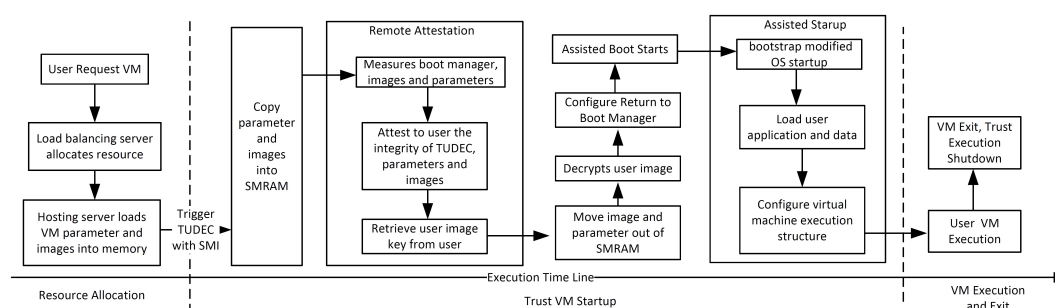 User Request VM
Load balancing server
allocates resource
Hosting server loads
VM parameter and
images into memory
Trigger
TUDEC
with SMI
Copy
parameter
and
images
into
SMRAM
Remote Attestation
Measures boot manager,
images and parameters
Attest to user the
integrity of TUDEC,
parameters and
images
Retrieve user image
key from user
Assisted Boot Starts
Configure Return to
Boot Manager
Decrypts user image
Move image and
parameter out of
SMRAM
Assisted Starup
bootstrap modified
OS startup
Load user
application and data
Configure virtual
machine execution
structure
VM Exit, Trust
Execution
Shutdown
User VM
Execution
Execution Time Line
Resource Allocation
Trust VM Startup
VM Execution
and Exit